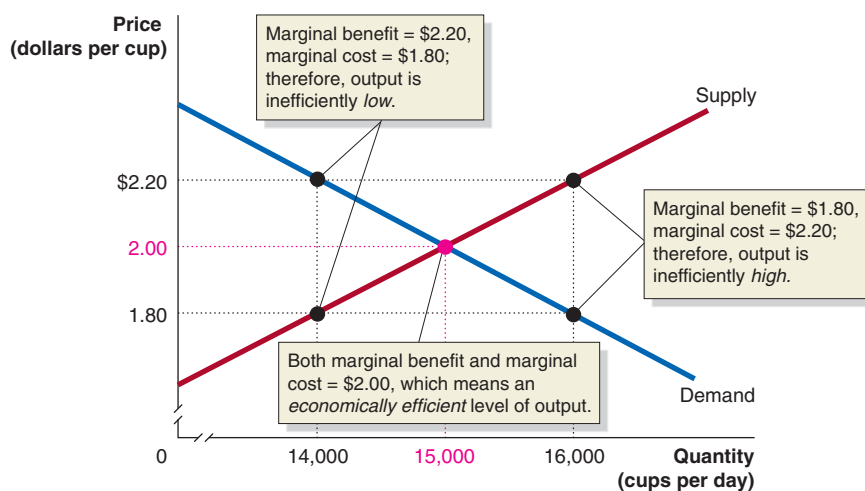 Price
(dollars per cup)
Marginal benefit = $2.20,
marginal cost = $1.80;
therefore, output is
inefficiently low.
Supply
$2.20
Marginal benefit = $1.80,
marginal cost = $2.20;
therefore, output is
inefficiently high.
2.00
1.80
Both marginal benefit and marginal
cost = $2.00, which means an
economically efficient level of output.
Demand
0
14,000
15,000
16,000
Quantity
(cups per day)